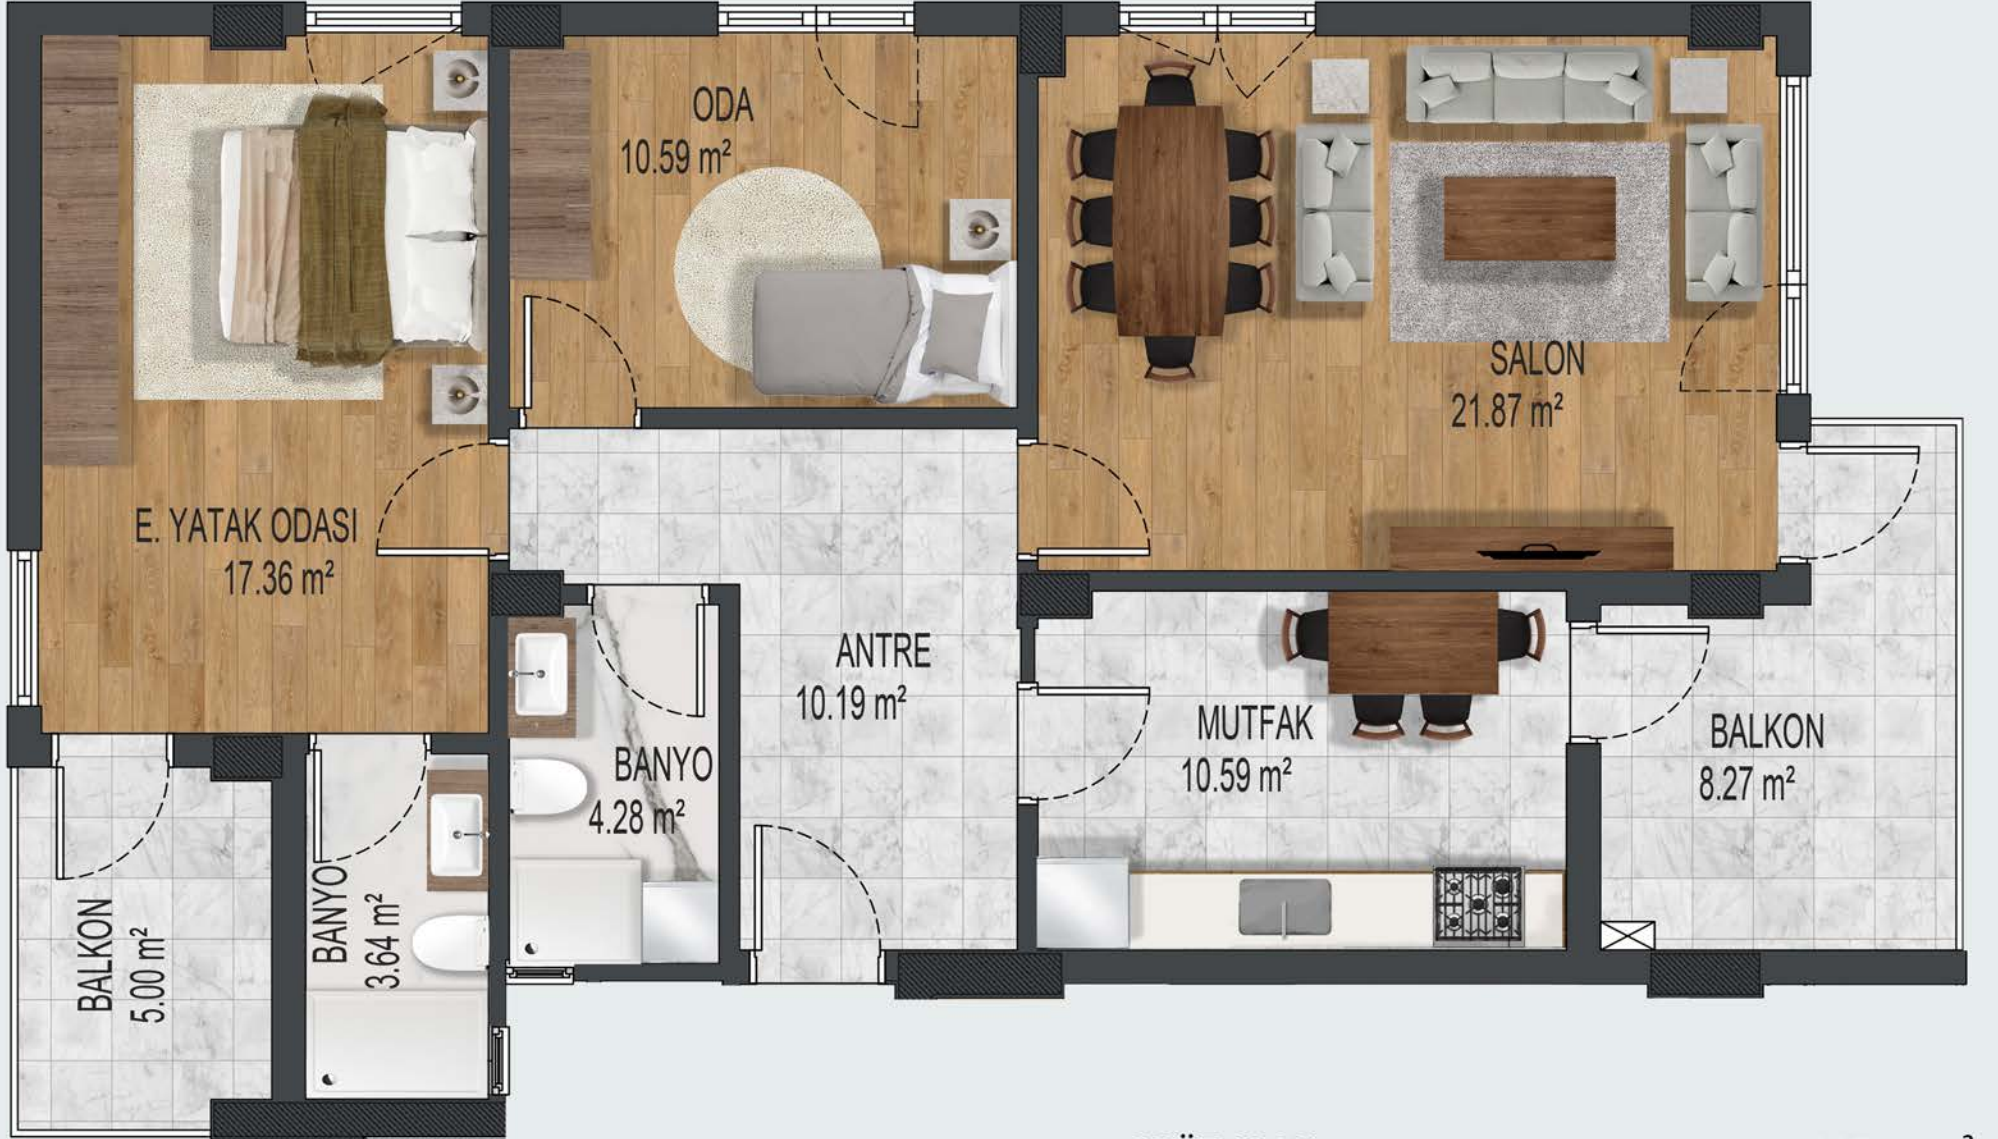 ODA
10.59 m²
SALON
21.87 m²
E. YATAK ODASI
17.36 m²
ANTRE
10.19 m²
MUTFAK
10.59 m²
BALKON
8.27 m²
BANYO
4.28 m²
BANYO
3.64 m²
BALKON
5.00 m²